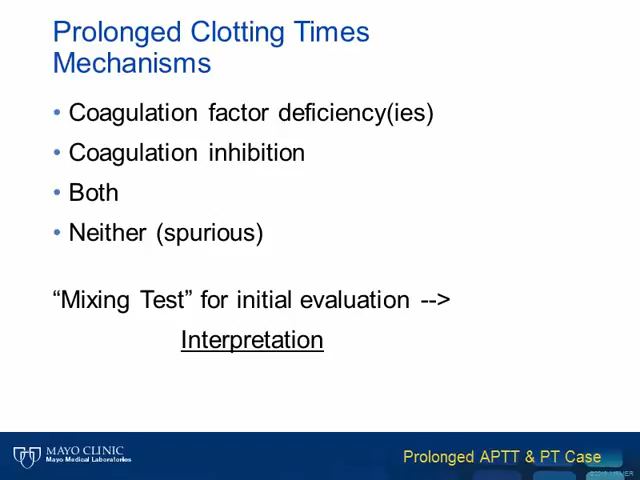 Prolonged Clotting Times
Mechanisms
• Coagulation factor deficiency(ies)
• Coagulation inhibition
• Both
• Neither (spurious)
“Mixing Test” for initial evaluation -->
Interpretation
MAYO CLINIC
Mayo Medical Laboratories
Prolonged APTT & PT Case